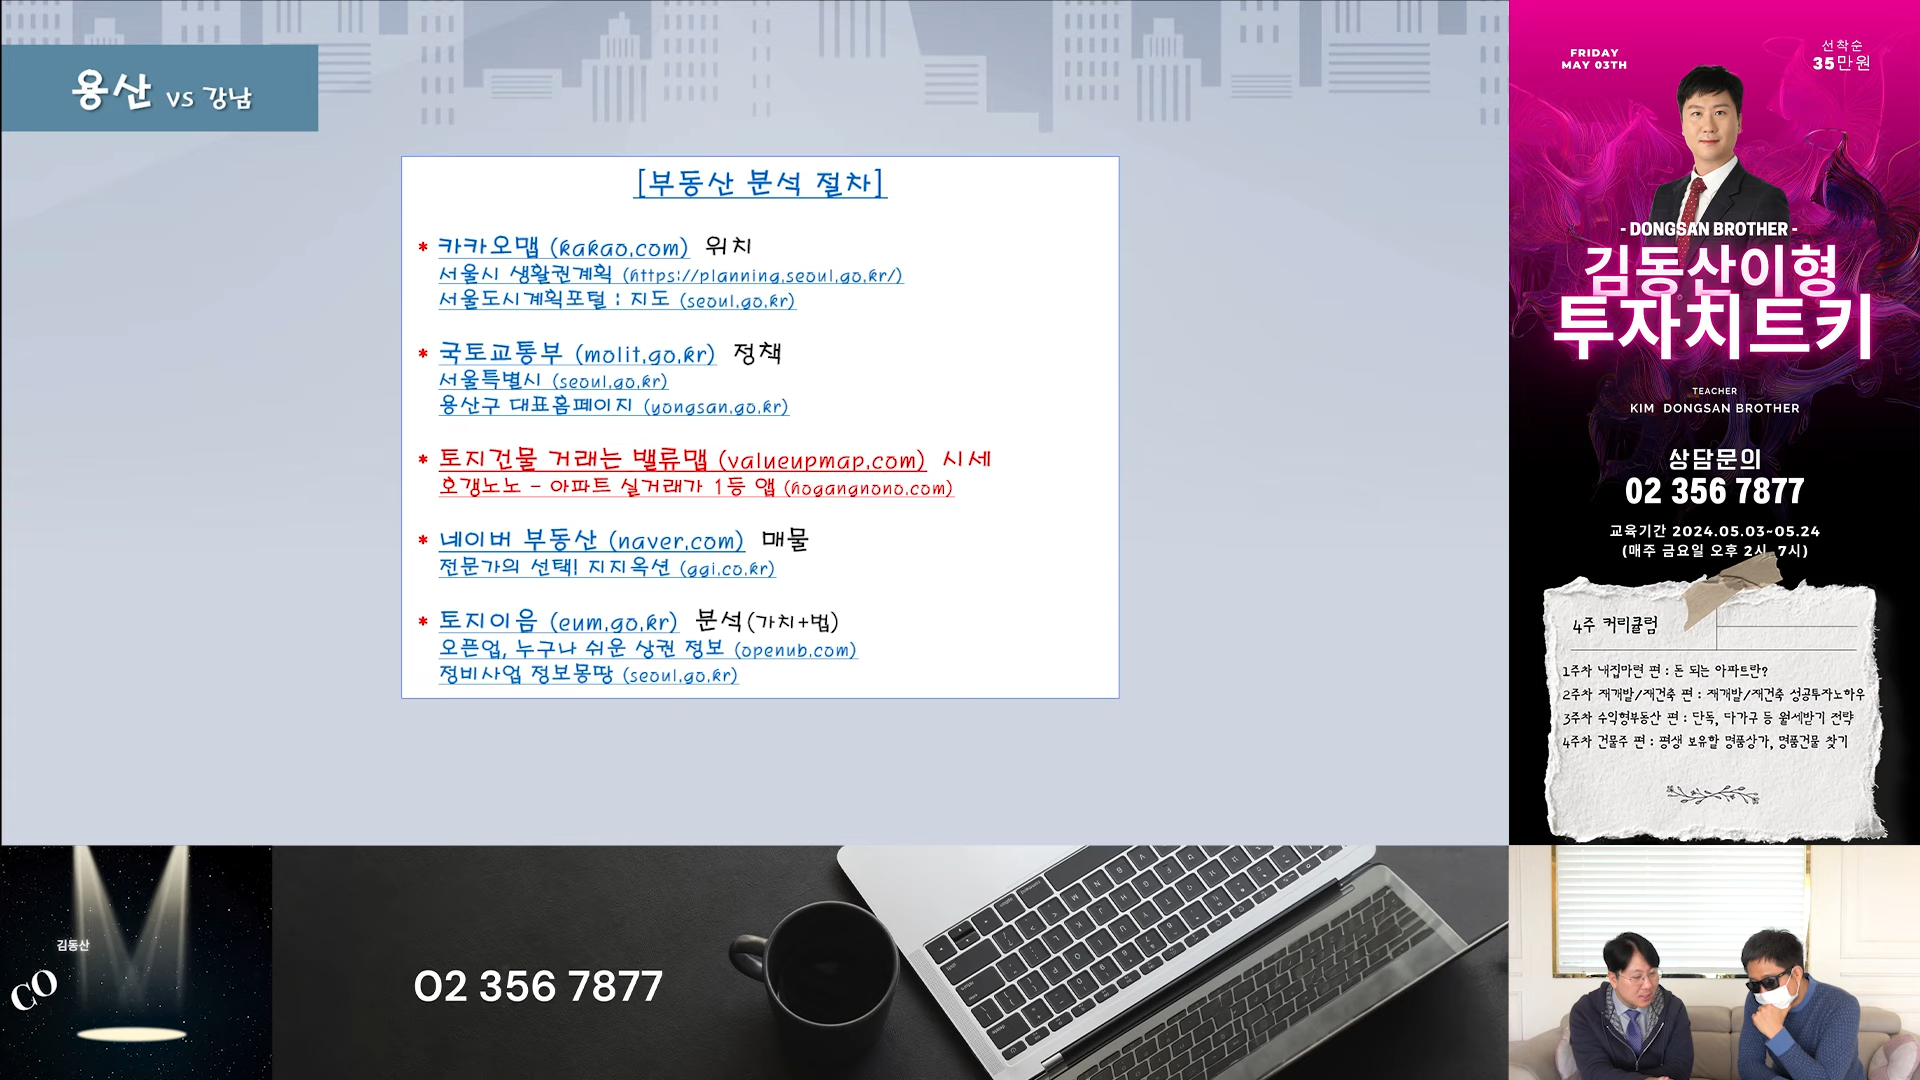 용산 vs 강남
[부동산 분석 절차]
* 카카오맵 (kakao.com) 위치
서울시 생활권계획 (https://planning.seoul.go.kr/)
서울도시계획포털 : 지도 (seoul.go.kr)
* 국토교통부 (molit.go.kr) 정책
서울특별시 (seoul.go.kr)
용산구 대표홈페이지 (yongsan.go.kr)
* 토지건물 거래는 밸류맵 (valueupmap.com) 시세
호갱노노 - 아파트 실거래가 1등 앱 (hogangnono.com)
* 네이버 부동산 (naver.com) 매물
전문가의 선택! 지지옥션 (ggi.co.kr)
* 토지이음 (eum.go.kr) 분석(가치+법)
오픈업, 누구나 쉬운 상권 정보 (openub.com)
정비사업 정보몽땅 (seoul.go.kr)
FRIDAY
MAY 03TH
선착순
35만원
- DONGSAN BROTHER -
김동산이형
투자치트키
TEACHER
KIM DONGSAN BROTHER
상담문의
02 356 7877
교육기간 2024.05.03~05.24
(매주 금요일 오후 2시, 7시)
4주 커리큘럼
1주차 내집마련 편 : 돈 되는 아파트란?
2주차 재개발/재건축 편 : 재개발/재건축 성공투자노하우
3주차 수익형부동산 편 : 단독, 다가구 등 월세받기 전략
4주차 건물주 편 : 평생 보유할 명품상가, 명품건물 찾기
김동산
CO
02 356 7877